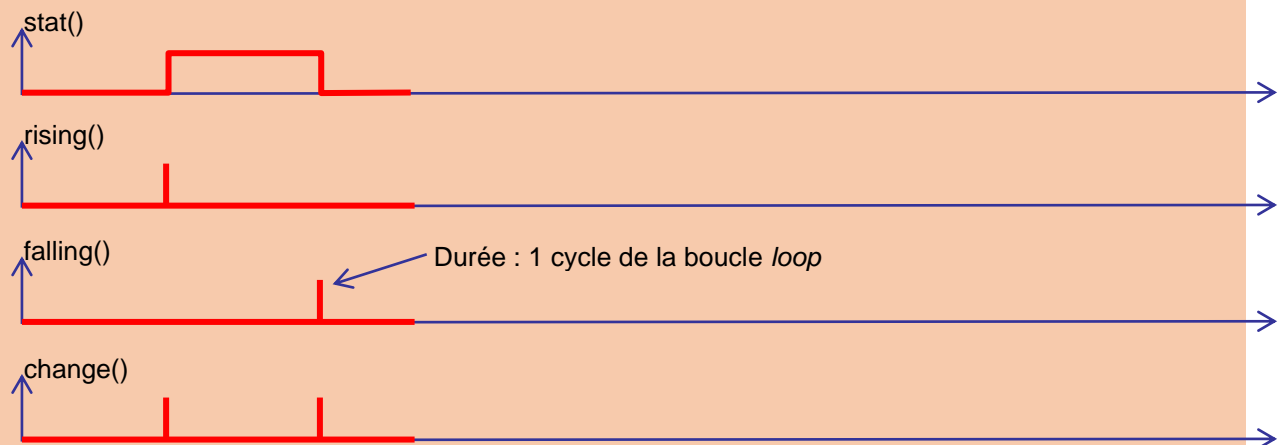 stat()
rising()
falling()
Durée : 1 cycle de la boucle loop
change()